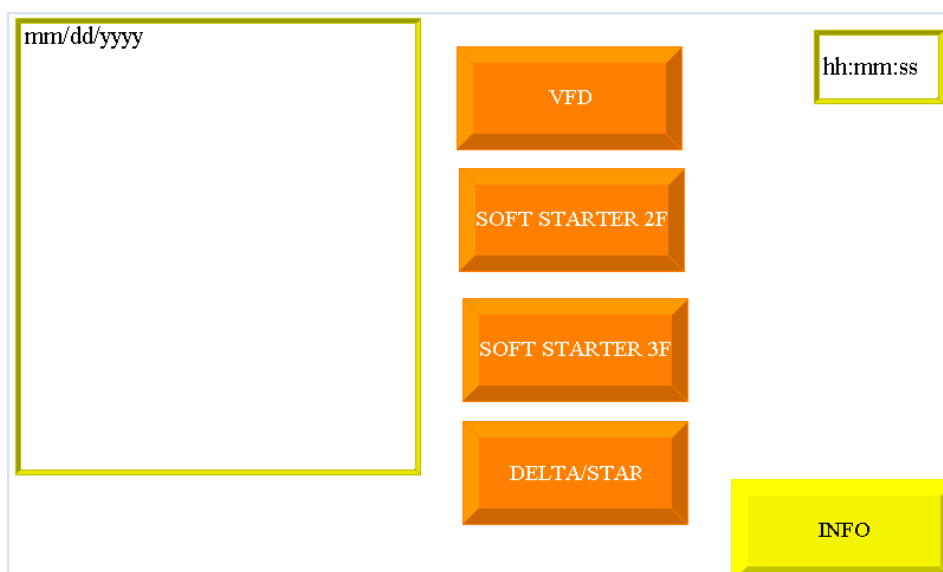 mm/dd/yyyy
hh:mm:ss
VFD
SOFT STARTER 2F
SOFT STARTER 3F
DELTA/STAR
INFO